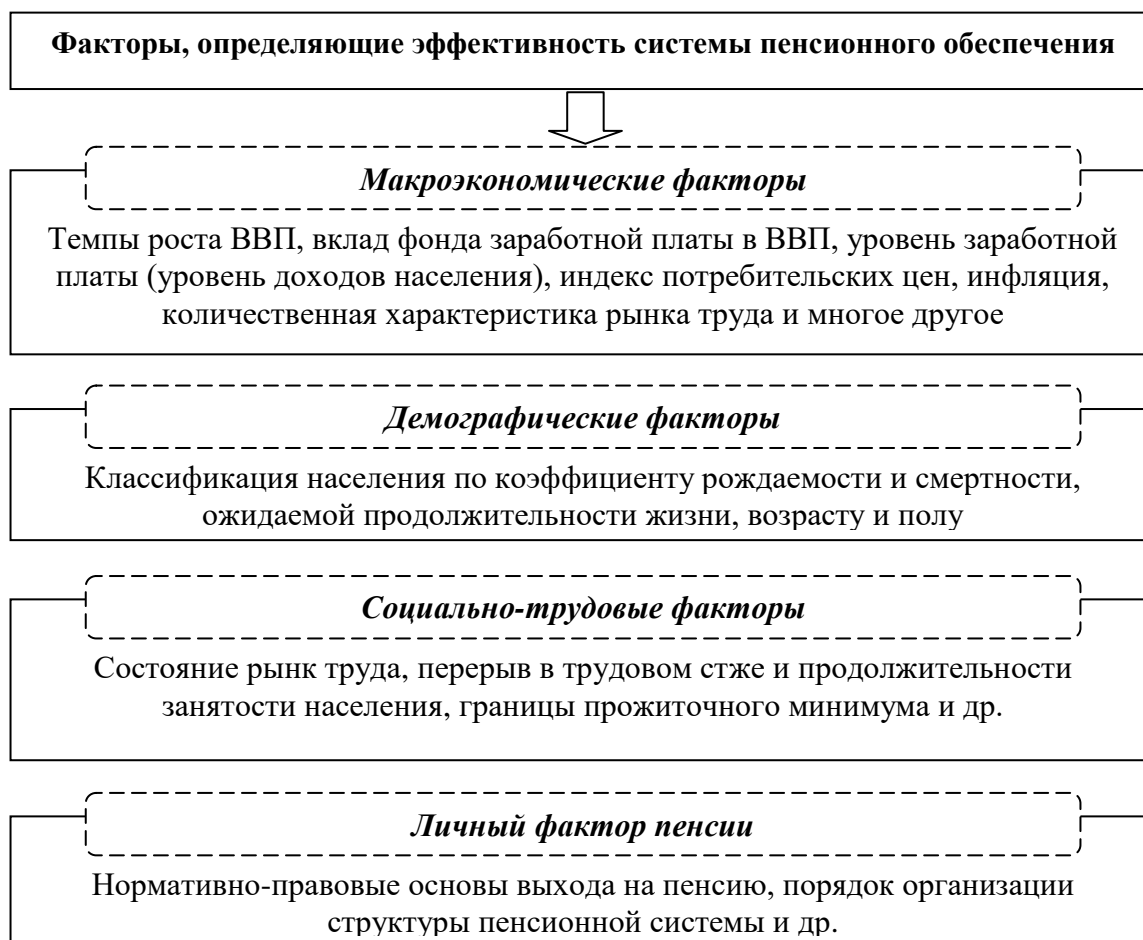 Факторы, определяющие эффективность системы пенсионного обеспечения
Макроэкономические факторы
Темпы роста ВВП, вклад фонда заработной платы в ВВП, уровень заработной
платы (уровень доходов населения), индекс потребительских цен, инфляция,
количественная характеристика рынка труда и многое другое
Демографические факторы
Классификация населения по коэффициенту рождаемости и смертности,
ожидаемой продолжительности жизни, возрасту и полу
Социально-трудовые факторы
Состояние рынк труда, перерыв в трудовом стже и продолжительности
занятости населения, границы прожиточного минимума и др.
Личный фактор пенсии
Нормативно-правовые основы выхода на пенсию, порядок организации
структуры пенсионной системы и др.